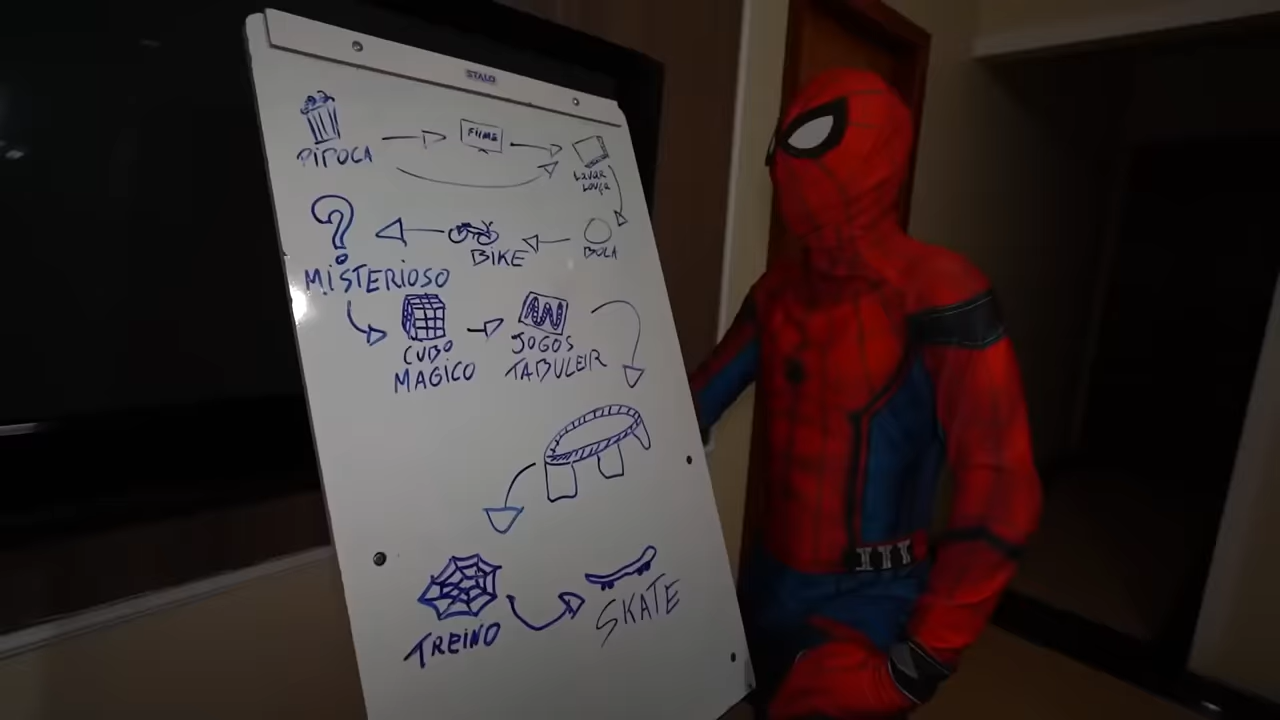 STALO
PIPOCA
FILME
LAVAR
LOUÇA
?
MISTERIOSO
BIKE
BOLA
CUBO
MAGICO
JOGOS
TABULEIR
TREINO
SKATE